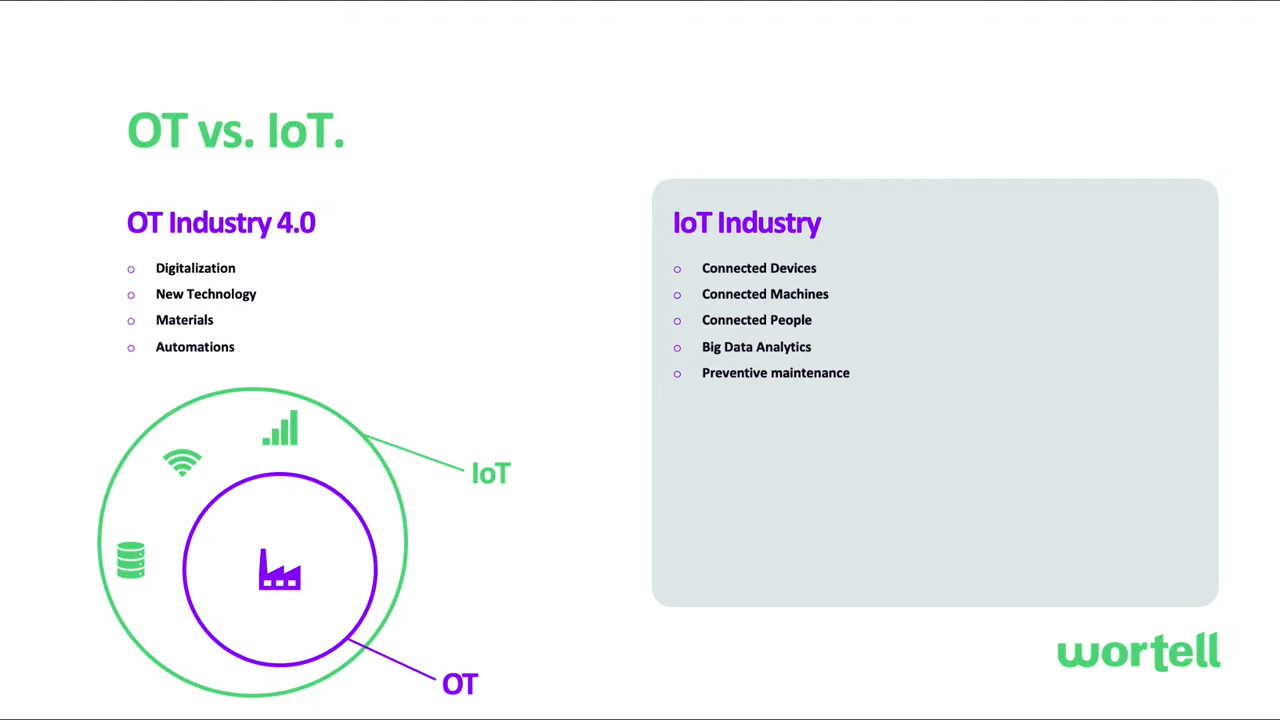 OT vs. IoT.
OT Industry 4.0
Digitalization
New Technology
Materials
Automations
IoT
OT
IoT Industry
Connected Devices
Connected Machines
Connected People
Big Data Analytics
Preventive maintenance
wortell